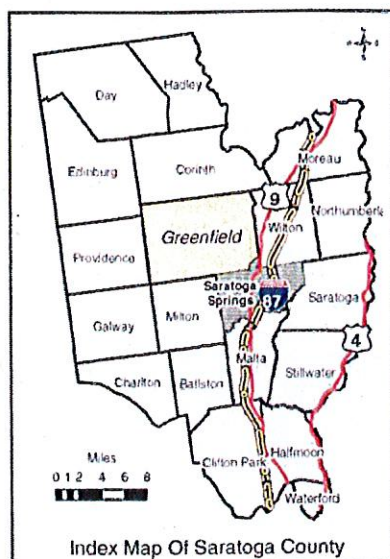 Day
Hadley
Edinburg
Corinth
Moreau
9
Northumberla
Wilton
Greenfield
Providence
Saratoga
Springs
87
Saratoga
Galway
Milton
4
Malta
Stillwater
Charlton
Ballston
Miles
0 1 2 4 6 8
Clifton Park
Halfmoon
Waterford
Index Map Of Saratoga County